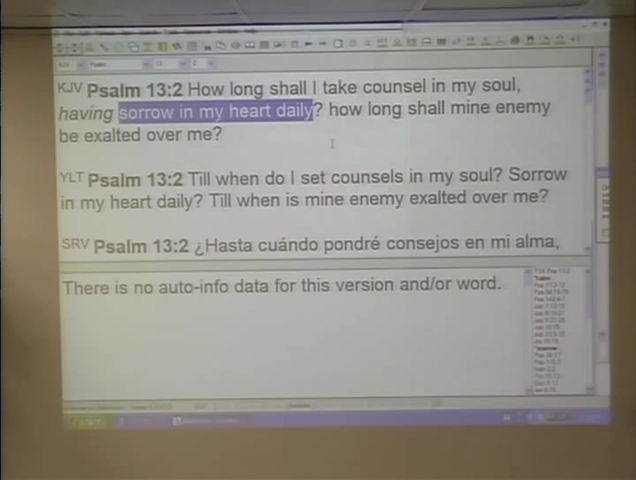 KJV Psalm 13:2 How long shall I take counsel in my soul,
having sorrow in my heart daily? how long shall mine enemy
be exalted over me?
YLT Psalm 13:2 Till when do I set counsels in my soul? Sorrow
in my heart daily? Till when is mine enemy exalted over me?
SRV Psalm 13:2 ¿Hasta cuándo pondré consejos en mi alma,
There is no auto-info data for this version and/or word.